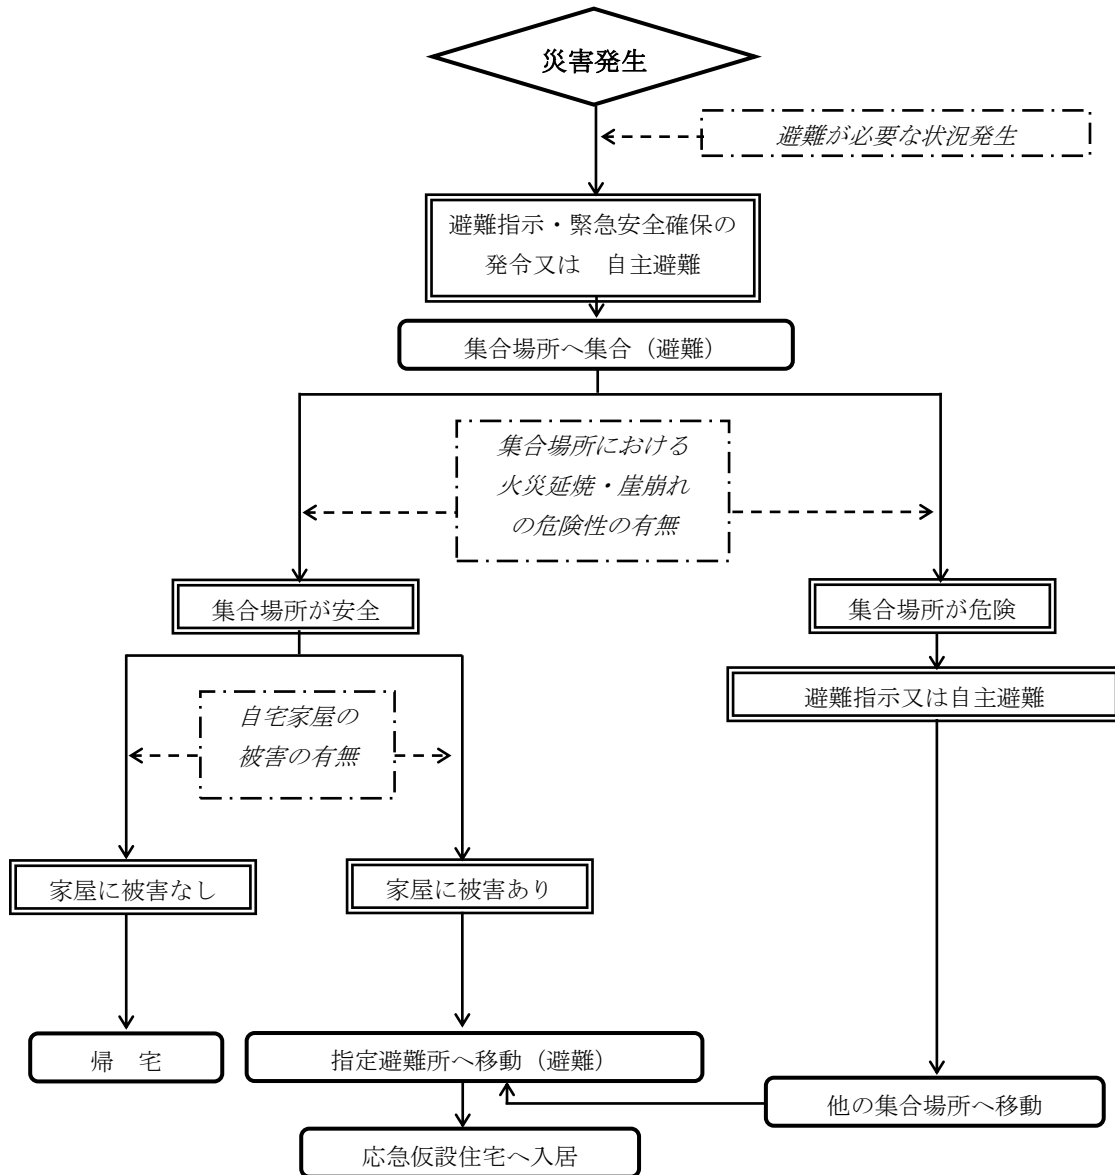 災害発生
避難が必要な状況発生
避難指示・緊急安全確保の
発令又は　自主避難
集合場所へ集合（避難）
集合場所における
火災延焼・崖崩れ
の危険性の有無
集合場所が安全
集合場所が危険
避難指示又は自主避難
自宅家屋の
被害の有無
家屋に被害なし
家屋に被害あり
帰　宅
指定避難所へ移動（避難）
他の集合場所へ移動
応急仮設住宅へ入居